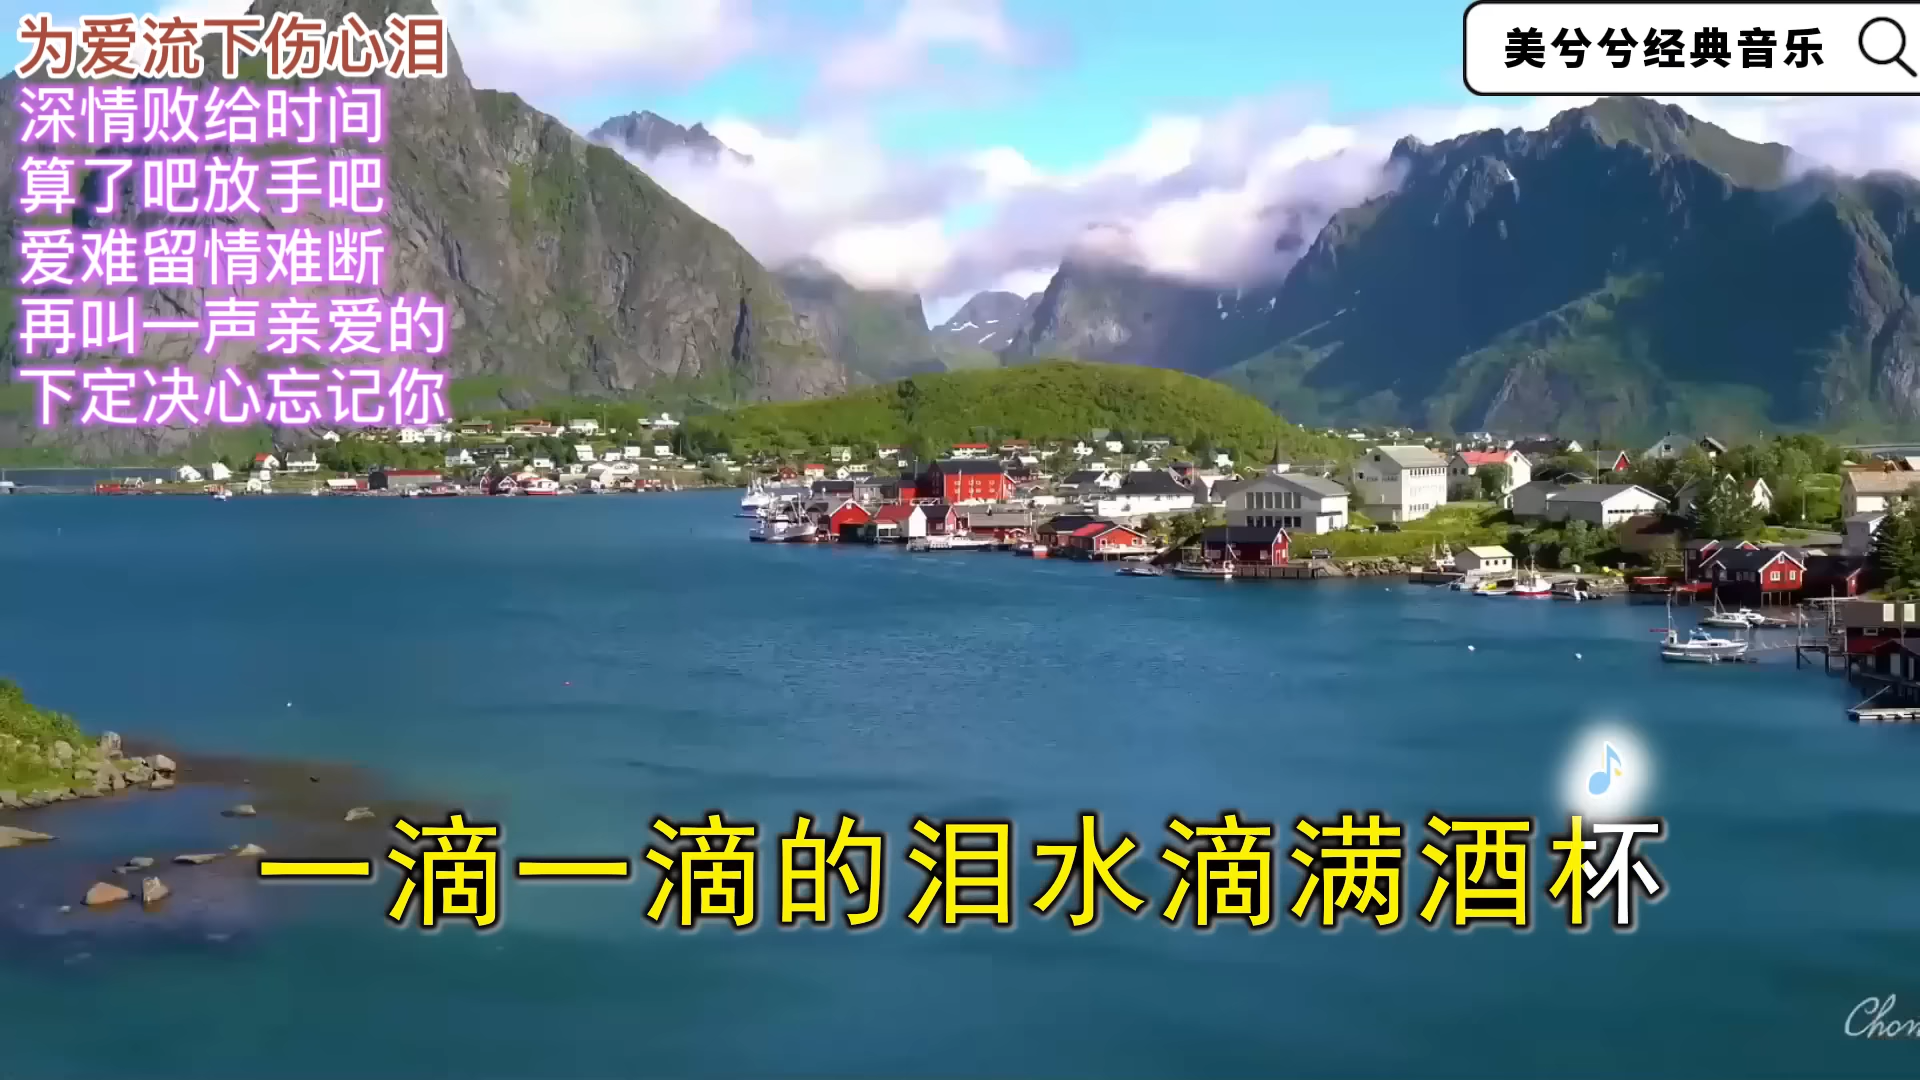 为爱流下伤心泪
深情败给时间
算了吧放手吧
爱难留情难断
再叫一声亲爱的
下定决心忘记你
美兮兮经典音乐
一滴一滴的泪水滴满酒杯
Chon